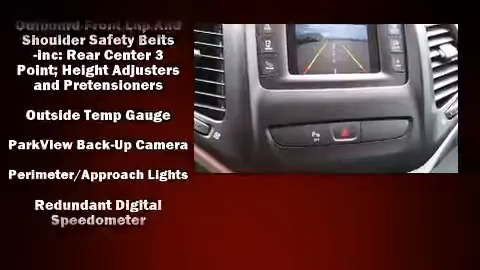 Outboard Front Lap And
Shoulder Safety Belts
-inc: Rear Center 3
Point; Height Adjusters
and Pretensioners
Outside Temp Gauge
ParkView Back-Up Camera
Perimeter/Approach Lights
Redundant Digital
Speedometer